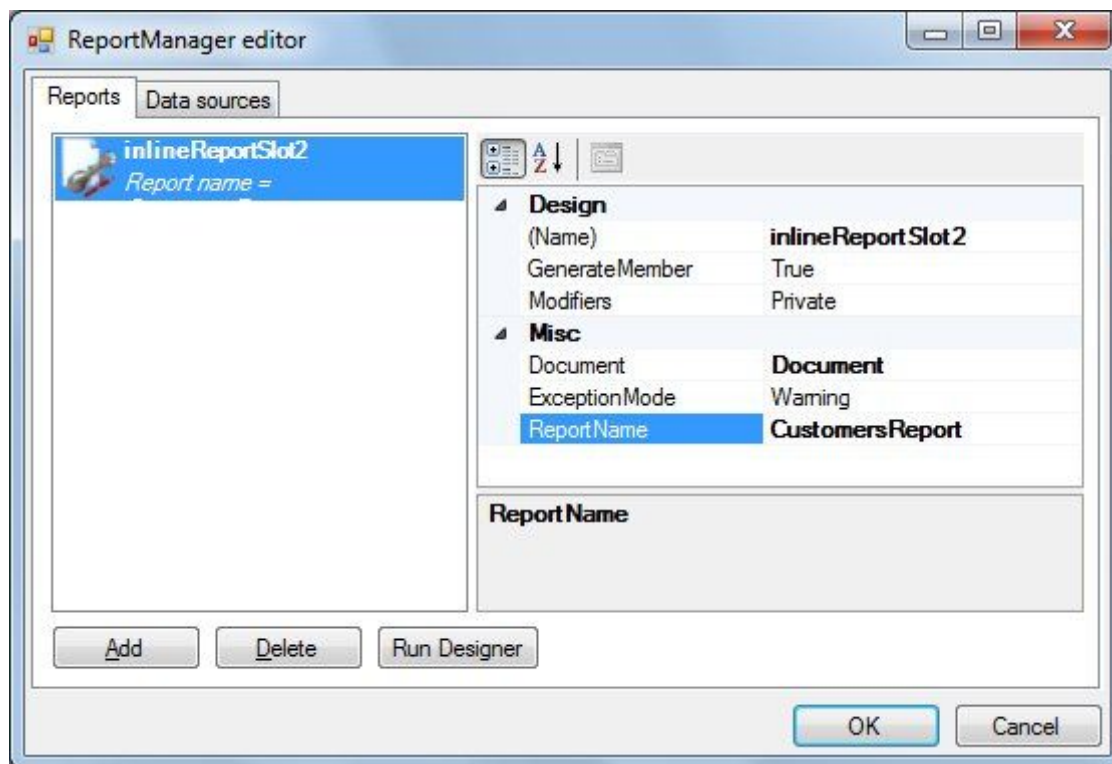 ReportManager editor
Reports
Data sources
inlineReportSlot2
Report name =
Design
(Name) inlineReportSlot2
GenerateMember True
Modifiers Private
Misc
Document Document
ExceptionMode Warning
ReportName CustomersReport
ReportName
Add
Delete
Run Designer
OK
Cancel